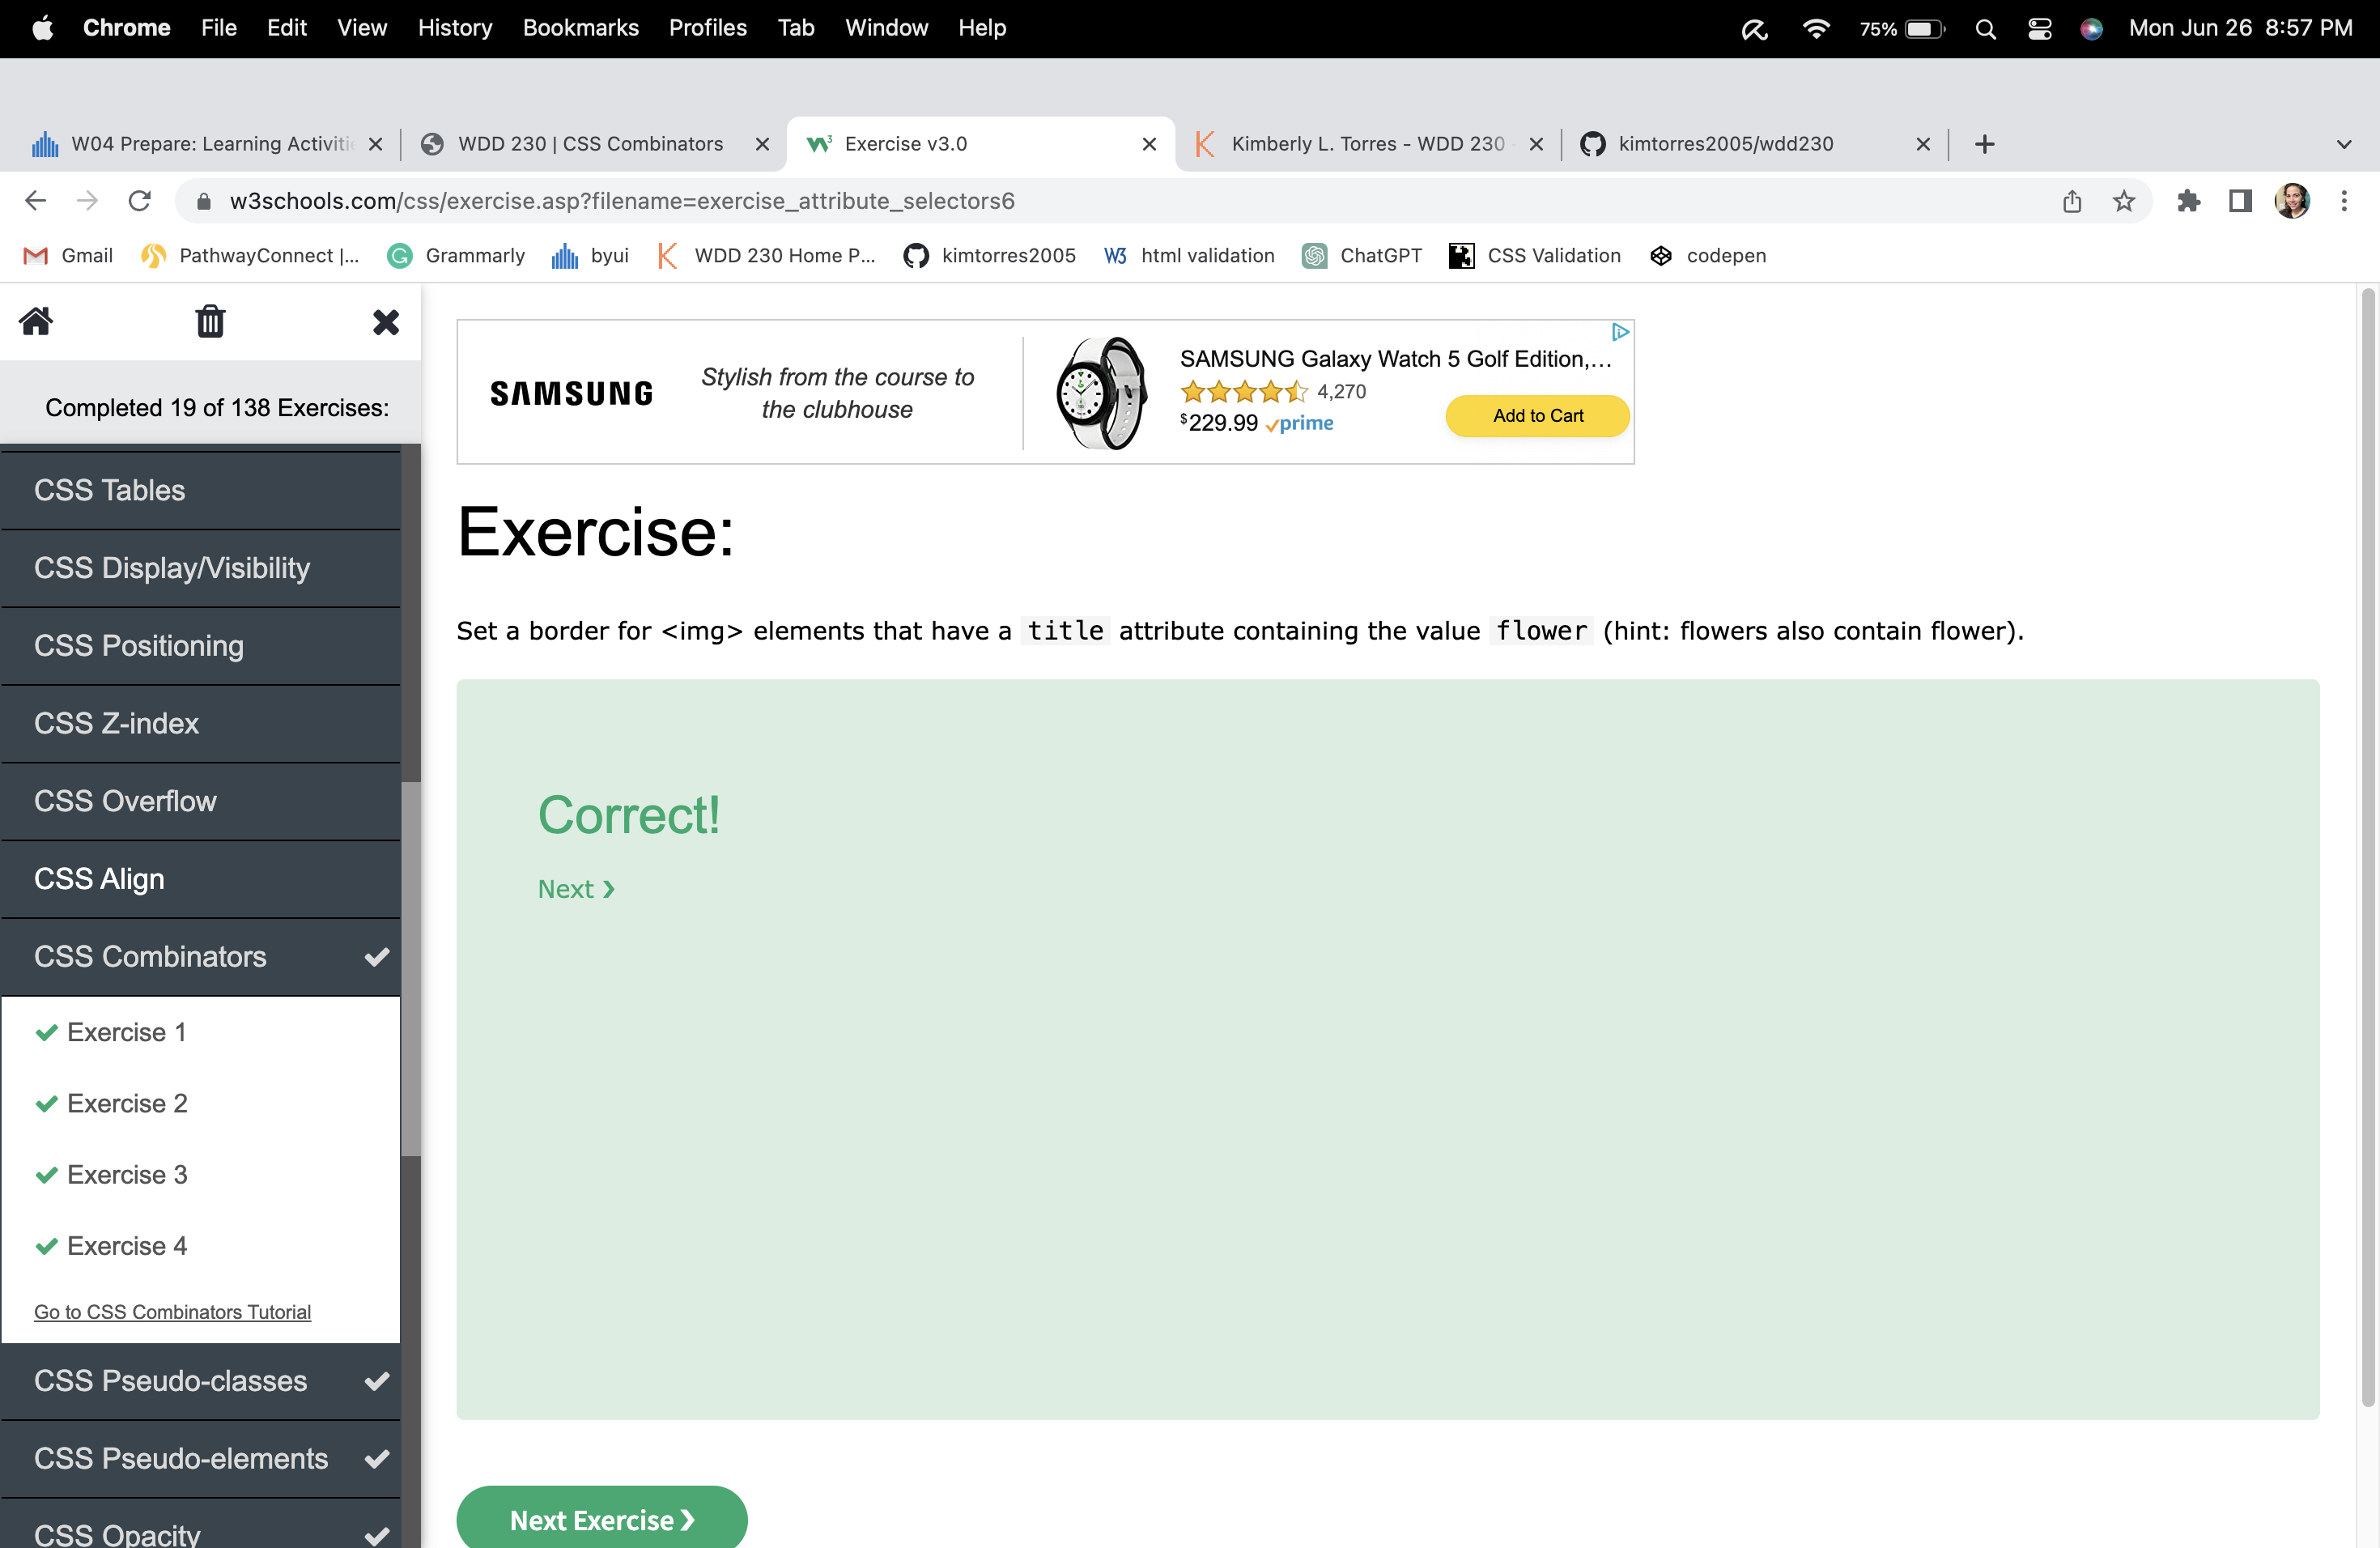 Chrome File Edit View History Bookmarks Profiles Tab Window Help 75% Mon Jun 26 8:57 PM
W04 Prepare: Learning Activiti
WDD 230 | CSS Combinators
Exercise v3.0
Kimberly L. Torres - WDD 230
kimtorres2005/wdd230
w3schools.com/css/exercise.asp?filename=exercise_attribute_selectors6
Gmail PathwayConnect |... Grammarly byui WDD 230 Home P... kimtorres2005 html validation ChatGPT CSS Validation codepen
Completed 19 of 138 Exercises:
CSS Tables
CSS Display/Visibility
CSS Positioning
CSS Z-index
CSS Overflow
CSS Align
CSS Combinators
Exercise 1
Exercise 2
Exercise 3
Exercise 4
Go to CSS Combinators Tutorial
CSS Pseudo-classes
CSS Pseudo-elements
CSS Opacity
SAMSUNG
Stylish from the course to
the clubhouse
SAMSUNG Galaxy Watch 5 Golf Edition,...
4,270
$229.99 prime
Add to Cart
Exercise:
Set a border for <img> elements that have a title attribute containing the value flower (hint: flowers also contain flower).
Correct!
Next ❯
Next Exercise ❯